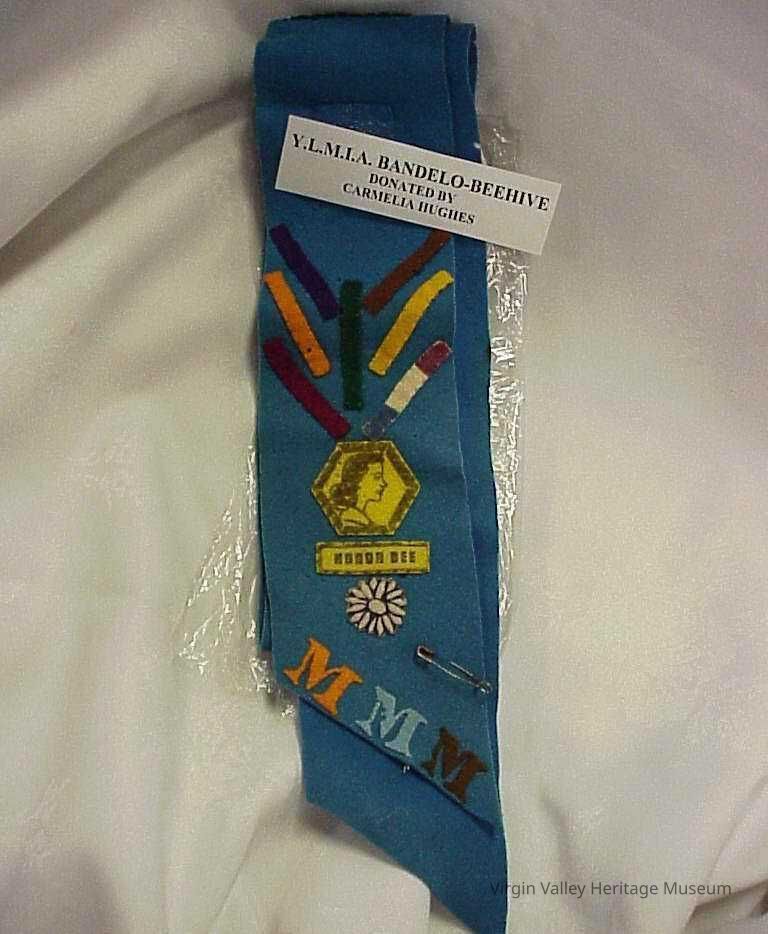 Y.L.M.I.A. BANDELO-BEEHIVE
DONATED BY
CARMELIA HUGHES
HONOR BEE
M M M
Virgin Valley Heritage Museum